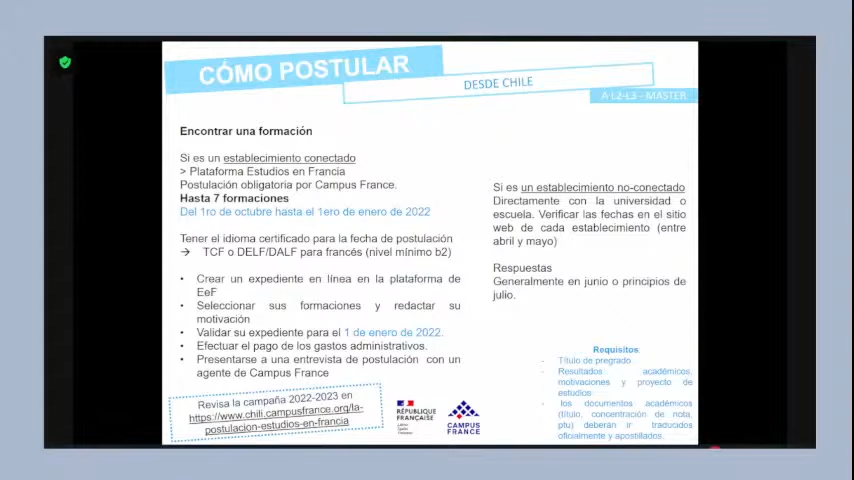 CÓMO POSTULAR
DESDE CHILE
A-L2-L3 - MASTER
Encontrar una formación
Si es un establecimiento conectado
> Plataforma Estudios en Francia
Postulación obligatoria por Campus France.
Hasta 7 formaciones
Del 1ro de octubre hasta el 1ero de enero de 2022
Tener el idioma certificado para la fecha de postulación
→ TCF o DELF/DALF para francés (nivel mínimo b2)
• Crear un expediente en línea en la plataforma de
EeF
• Seleccionar sus formaciones y redactar su
motivación
• Validar su expediente para el 1 de enero de 2022.
• Efectuar el pago de los gastos administrativos.
• Presentarse a una entrevista de postulación con un
agente de Campus France
Revisa la campaña 2022-2023 en
https://www.chili.campusfrance.org/la-
postulacion-estudios-en-francia
RÉPUBLIQUE
FRANÇAISE
CAMPUS
FRANCE
Si es un establecimiento no-conectado
Directamente con la universidad o
escuela. Verificar las fechas en el sitio
web de cada establecimiento (entre
abril y mayo)
Respuestas
Generalmente en junio o principios de
julio.
Requisitos
- Título de pregrado
- Resultados académicos,
motivaciones y proyecto de
estudios
- los documentos académicos
(título, concentración de nota,
ptu) deberan ir traducidos
oficialmente y apostillados.